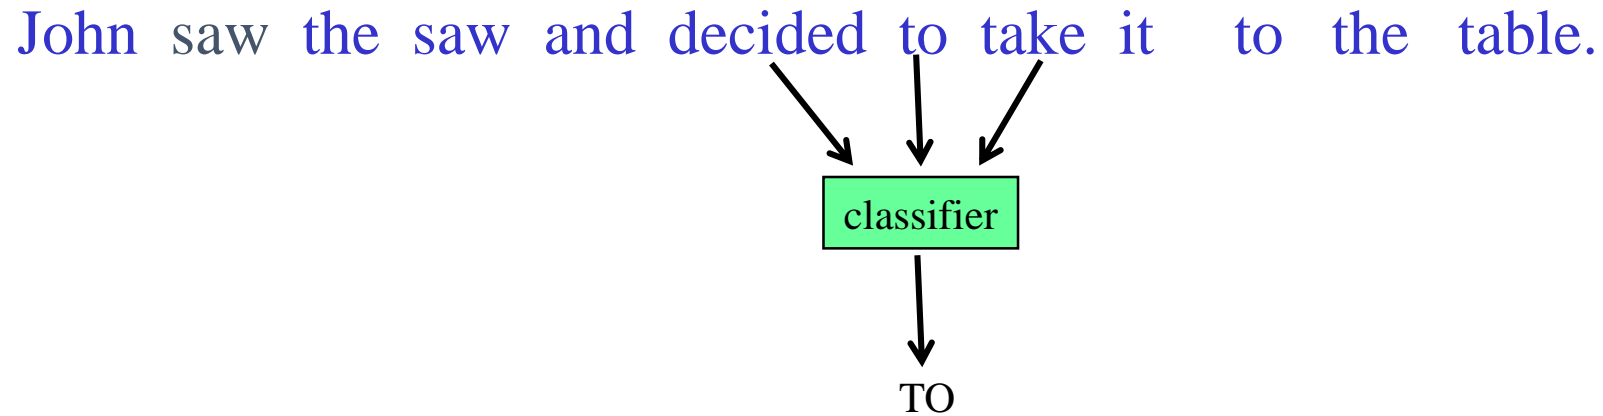 John saw the saw and decided to take it to the table.
classifier
TO